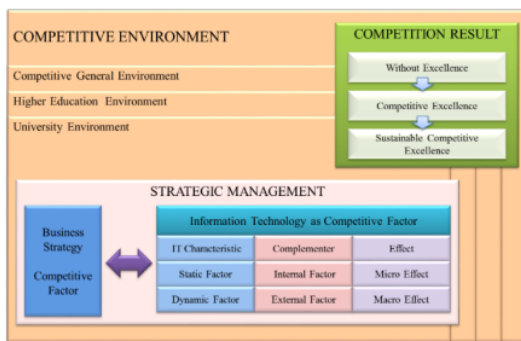 COMPETITIVE ENVIRONMENT
Competitive General Environment
Higher Education Environment
University Environment
COMPETITION RESULT
Without Excellence
Competitive Excellence
Sustainable Competitive
Excellence
STRATEGIC MANAGEMENT
Business
Strategy
Competitive
Factor
Information Technology as Competitive Factor
IT Characteristic
Complementer
Effect
Static Factor
Internal Factor
Micro Effect
Dynamic Factor
External Factor
Macro Effect